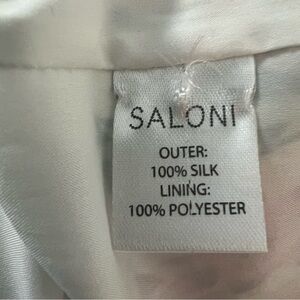 SALONI
OUTER:
100% SILK
LINING:
100% POLYESTER